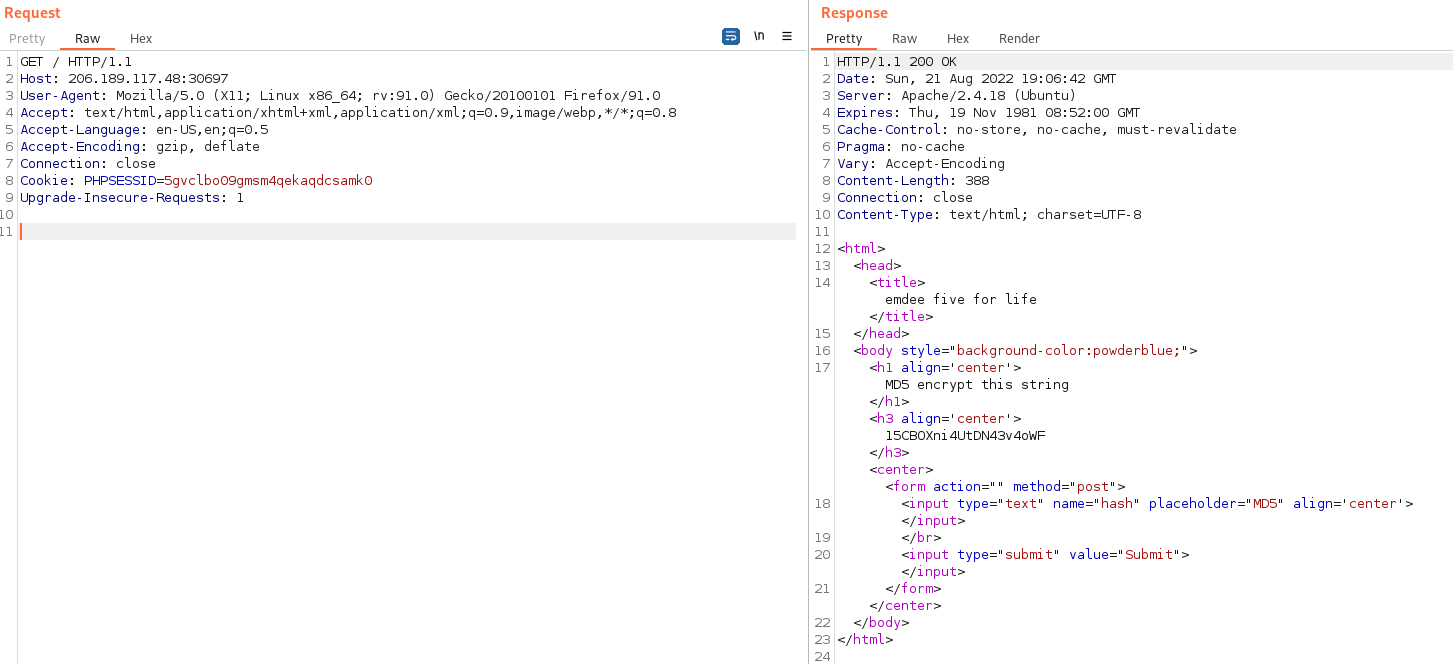 Request
Pretty Raw Hex \n
1 GET / HTTP/1.1
2 Host: 206.189.117.48:30697
3 User-Agent: Mozilla/5.0 (X11; Linux x86_64; rv:91.0) Gecko/20100101 Firefox/91.0
4 Accept: text/html,application/xhtml+xml,application/xml;q=0.9,image/webp,*/*;q=0.8
5 Accept-Language: en-US,en;q=0.5
6 Accept-Encoding: gzip, deflate
7 Connection: close
8 Cookie: PHPSESSID=5gvclbo09gmsm4qekaqdcsamk0
9 Upgrade-Insecure-Requests: 1
10
11
Response
Pretty Raw Hex Render
1 HTTP/1.1 200 OK
2 Date: Sun, 21 Aug 2022 19:06:42 GMT
3 Server: Apache/2.4.18 (Ubuntu)
4 Expires: Thu, 19 Nov 1981 08:52:00 GMT
5 Cache-Control: no-store, no-cache, must-revalidate
6 Pragma: no-cache
7 Vary: Accept-Encoding
8 Content-Length: 388
9 Connection: close
10 Content-Type: text/html; charset=UTF-8
11
12 <html>
13 <head>
14 <title>
emdee five for life
</title>
15 </head>
16 <body style="background-color:powderblue;">
17 <h1 align='center'>
MD5 encrypt this string
</h1>
<h3 align='center'>
l5CBOXni4UtDN43v4oWF
</h3>
<center>
<form action="" method="post">
18 <input type="text" name="hash" placeholder="MD5" align='center'>
</input>
19 </br>
20 <input type="submit" value="Submit">
</input>
21 </form>
</center>
22 </body>
23 </html>
24